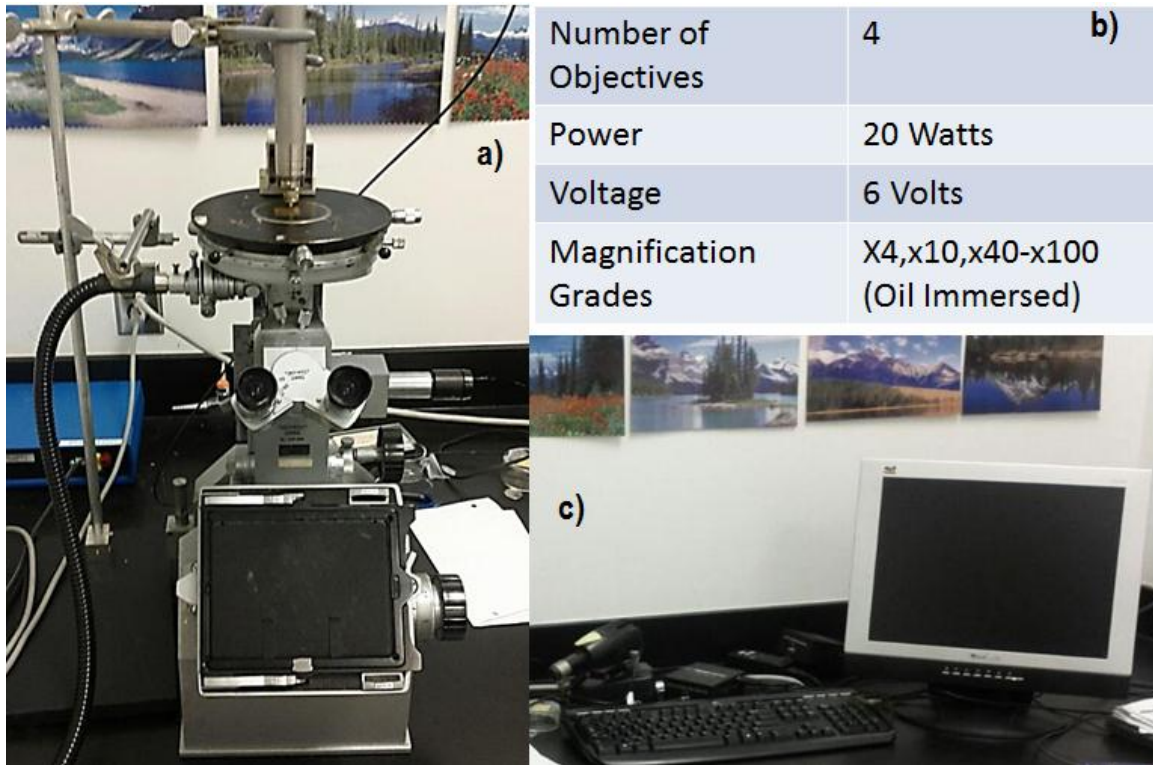 a)
Number of
Objectives
4
b)
Power
20 Watts
Voltage
6 Volts
Magnification
Grades
X4,x10,x40-x100
(Oil Immersed)
c)